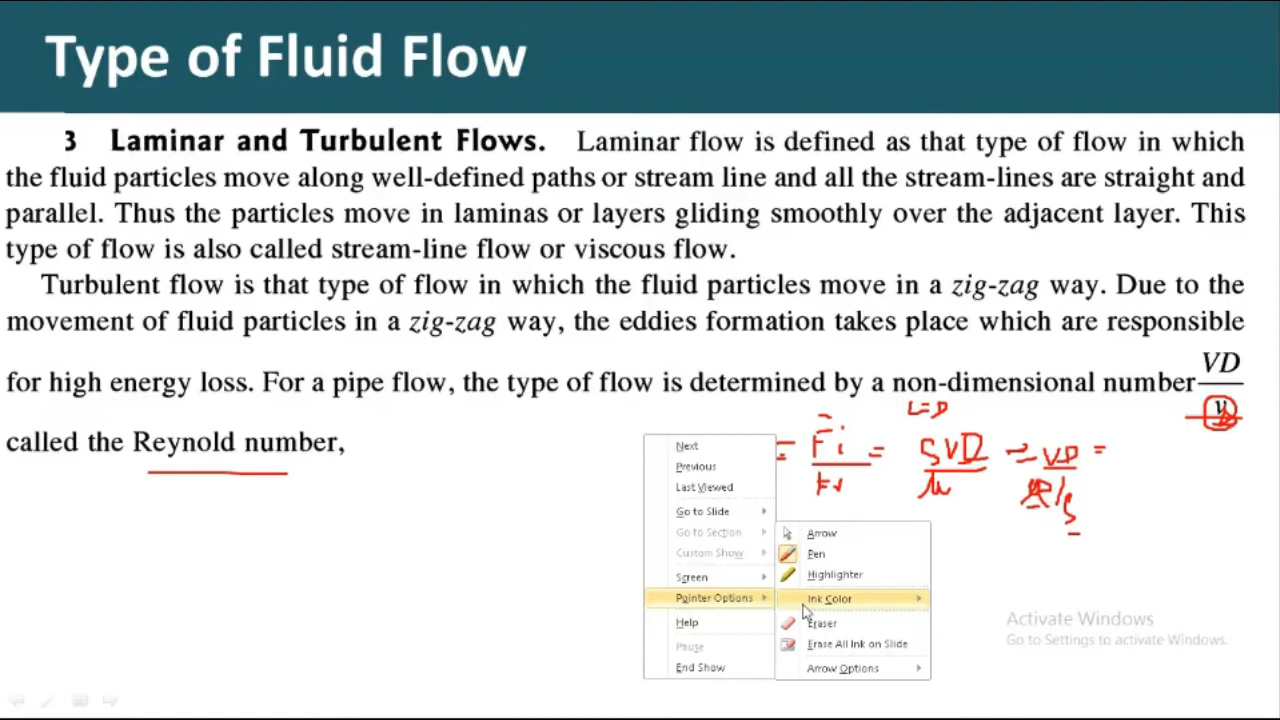 Type of Fluid Flow
3 Laminar and Turbulent Flows. Laminar flow is defined as that type of flow in which
the fluid particles move along well-defined paths or stream line and all the stream-lines are straight and
parallel. Thus the particles move in laminas or layers gliding smoothly over the adjacent layer. This
type of flow is also called stream-line flow or viscous flow.
Turbulent flow is that type of flow in which the fluid particles move in a zig-zag way. Due to the
movement of fluid particles in a zig-zag way, the eddies formation takes place which are responsible
for high energy loss. For a pipe flow, the type of flow is determined by a non-dimensional number VD
called the Reynold number,
L=D
= Fi = ρVD = VD =
Fv μ
Next
Previous
Last Viewed
Go to Slide
Go to Section
Custom Show
Screen
Pointer Options
Help
Pause
End Show
Arrow
Pen
Highlighter
Ink Color
Eraser
Erase All Ink on Slide
Arrow Options
Activate Windows
Go to Settings to activate Windows.